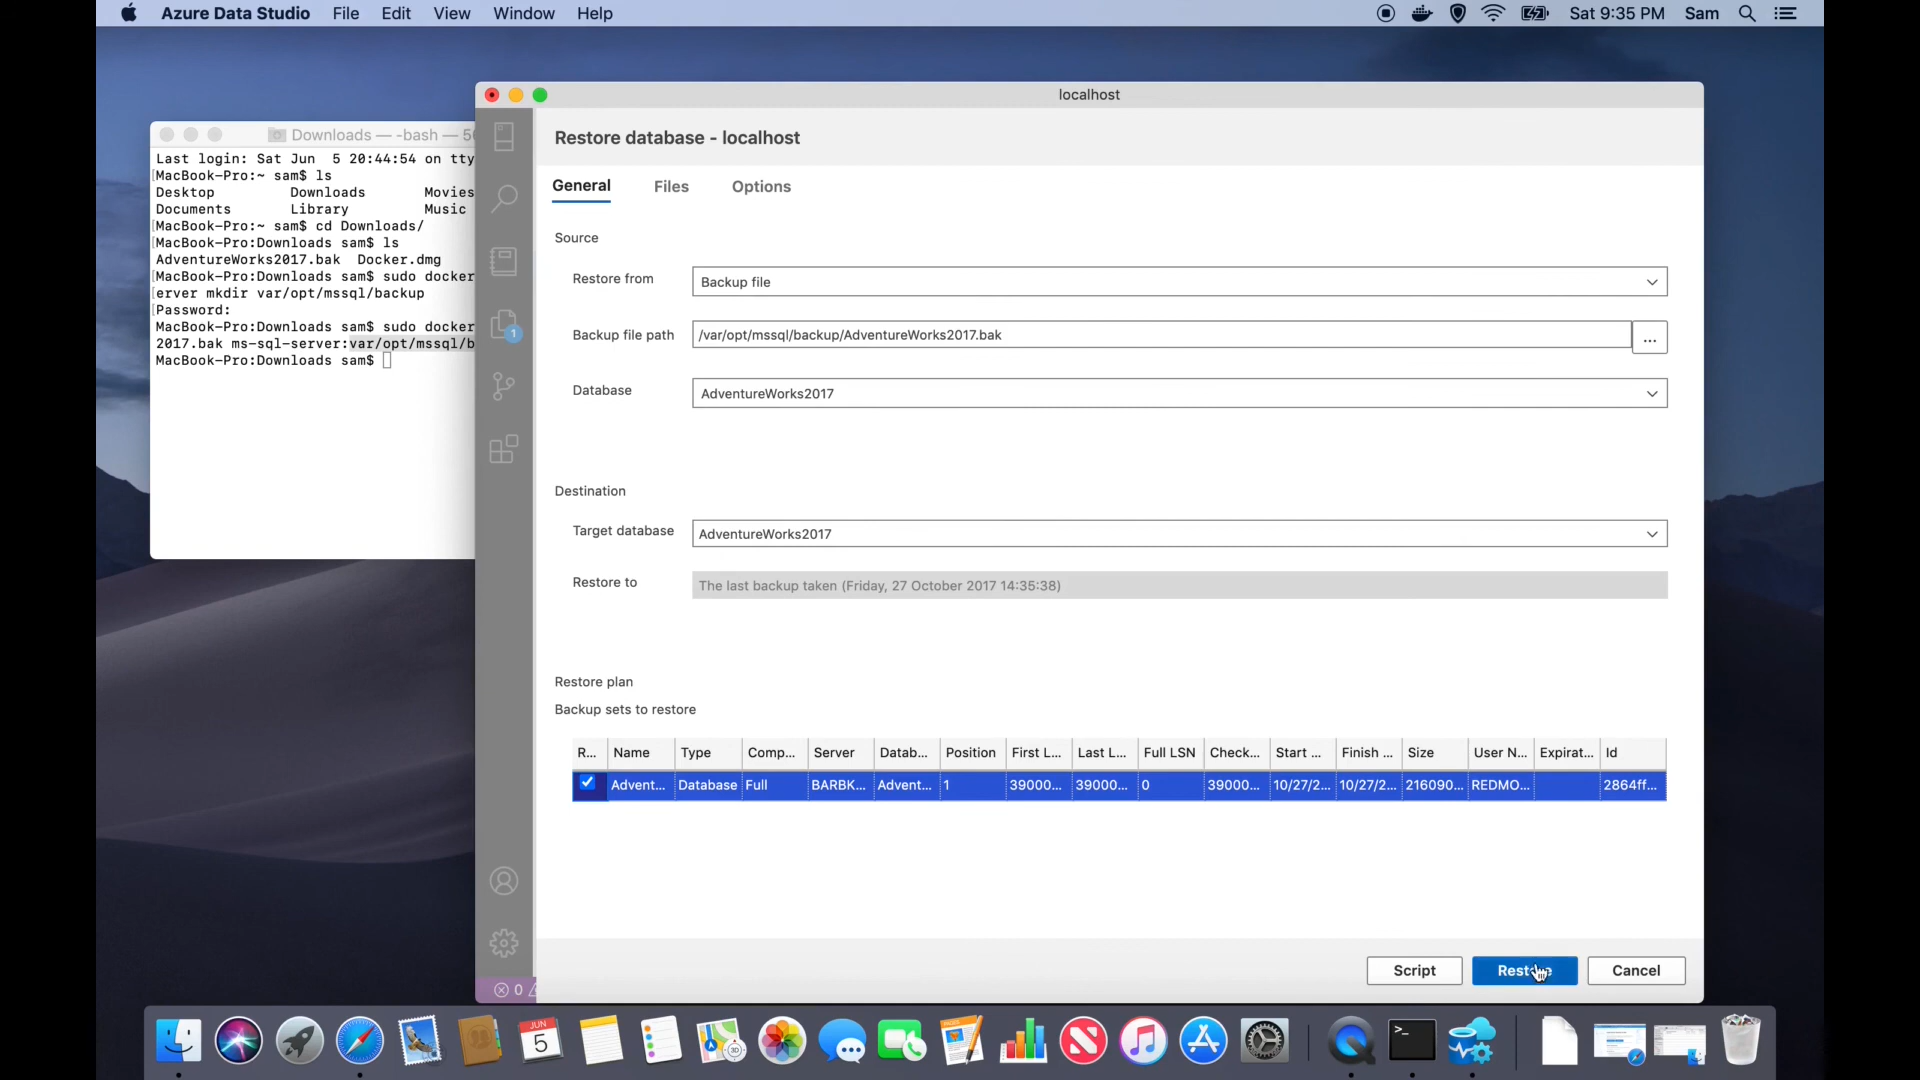 Azure Data Studio File Edit View Window Help Sat 9:35 PM Sam
localhost
Downloads — -bash — 5
Last login: Sat Jun  5 20:44:54 on tty
[MacBook-Pro:~ sam$ ls
Desktop Downloads Movies
Documents Library Music
[MacBook-Pro:~ sam$ cd Downloads/
[MacBook-Pro:Downloads sam$ ls
AdventureWorks2017.bak  Docker.dmg
[MacBook-Pro:Downloads sam$ sudo docker
[erver mkdir var/opt/mssql/backup
[Password:
MacBook-Pro:Downloads sam$ sudo docker
2017.bak ms-sql-server:var/opt/mssql/b
MacBook-Pro:Downloads sam$
1
0
Restore database - localhost
General Files Options
Source
Restore from Backup file
Backup file path /var/opt/mssql/backup/AdventureWorks2017.bak ...
Database AdventureWorks2017
Destination
Target database AdventureWorks2017
Restore to The last backup taken (Friday, 27 October 2017 14:35:38)
Restore plan
Backup sets to restore
R... Name Type Comp... Server Datab... Position First L... Last L... Full LSN Check... Start ... Finish ... Size User N... Expirat... Id
Advent... Database Full BARBK... Advent... 1 39000... 39000... 0 39000... 10/27/2... 10/27/2... 216090... REDMO... 2864ff...
Script Restore Cancel
JUN
5
3D
>_